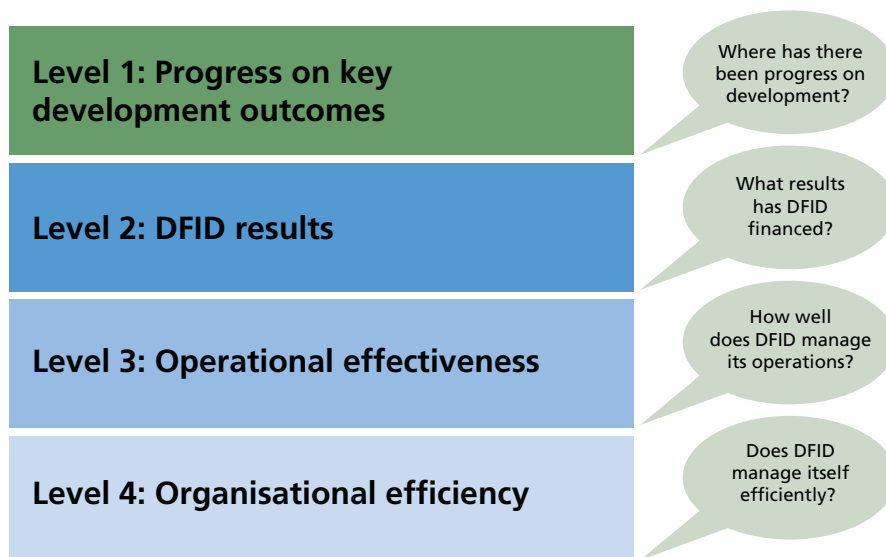 Level 1: Progress on key
development outcomes
Where has there
been progress on
development?
Level 2: DFID results
What results
has DFID
financed?
Level 3: Operational effectiveness
How well
does DFID manage
its operations?
Level 4: Organisational efficiency
Does DFID
manage itself
efficiently?